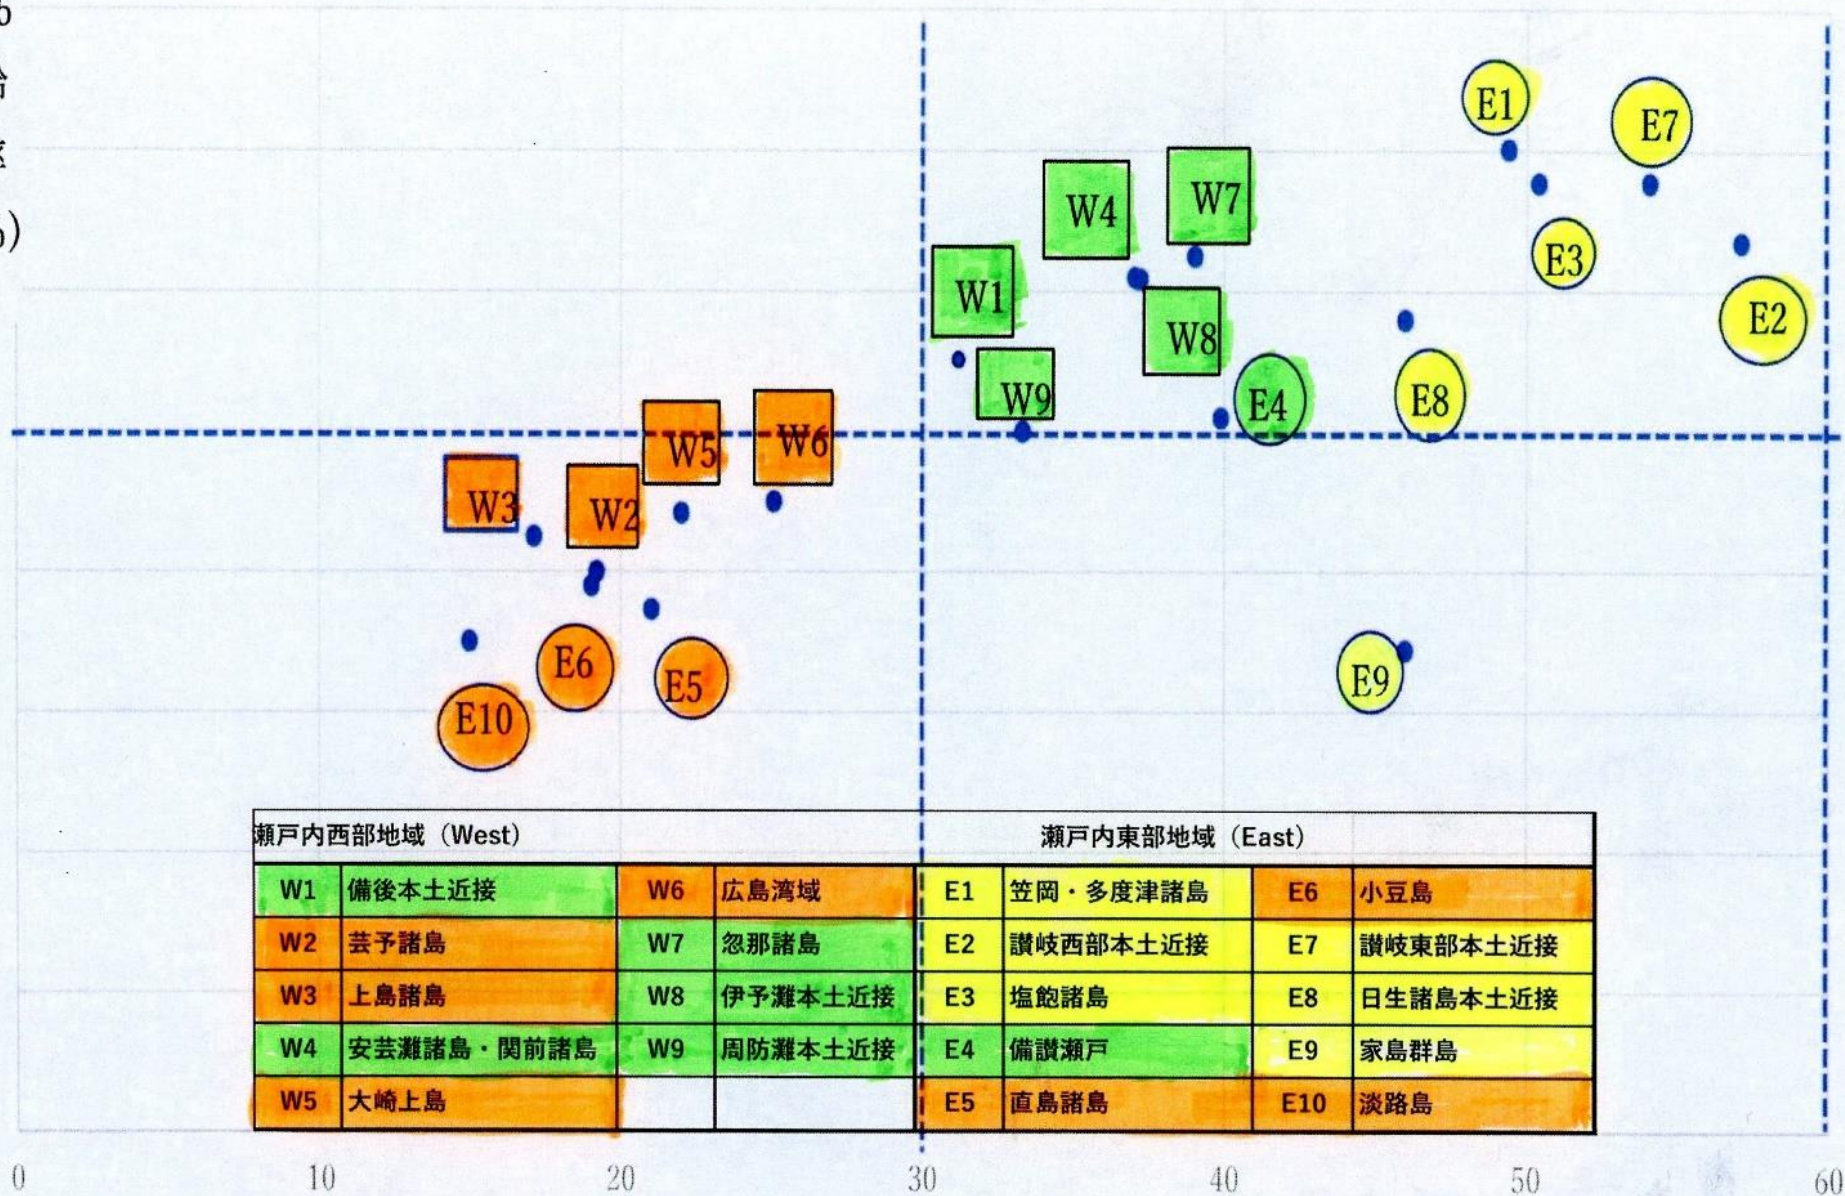 E1
E7
W4
W7
E3
W1
E2
W8
W9
E4
E8
W5
W6
W3
W2
E6
E5
E9
E10
瀬戸内西部地域（West） 瀬戸内東部地域（East）
W1 備後本土近接 W6 広島湾域 E1 笠岡・多度津諸島 E6 小豆島
W2 芸予諸島 W7 忽那諸島 E2 讃岐西部本土近接 E7 讃岐東部本土近接
W3 上島諸島 W8 伊予灘本土近接 E3 塩飽諸島 E8 日生諸島本土近接
W4 安芸灘諸島・関前諸島 W9 周防灘本土近接 E4 備讃瀬戸 E9 家島群島
W5 大崎上島 E5 直島諸島 E10 淡路島
0 10 20 30 40 50 60